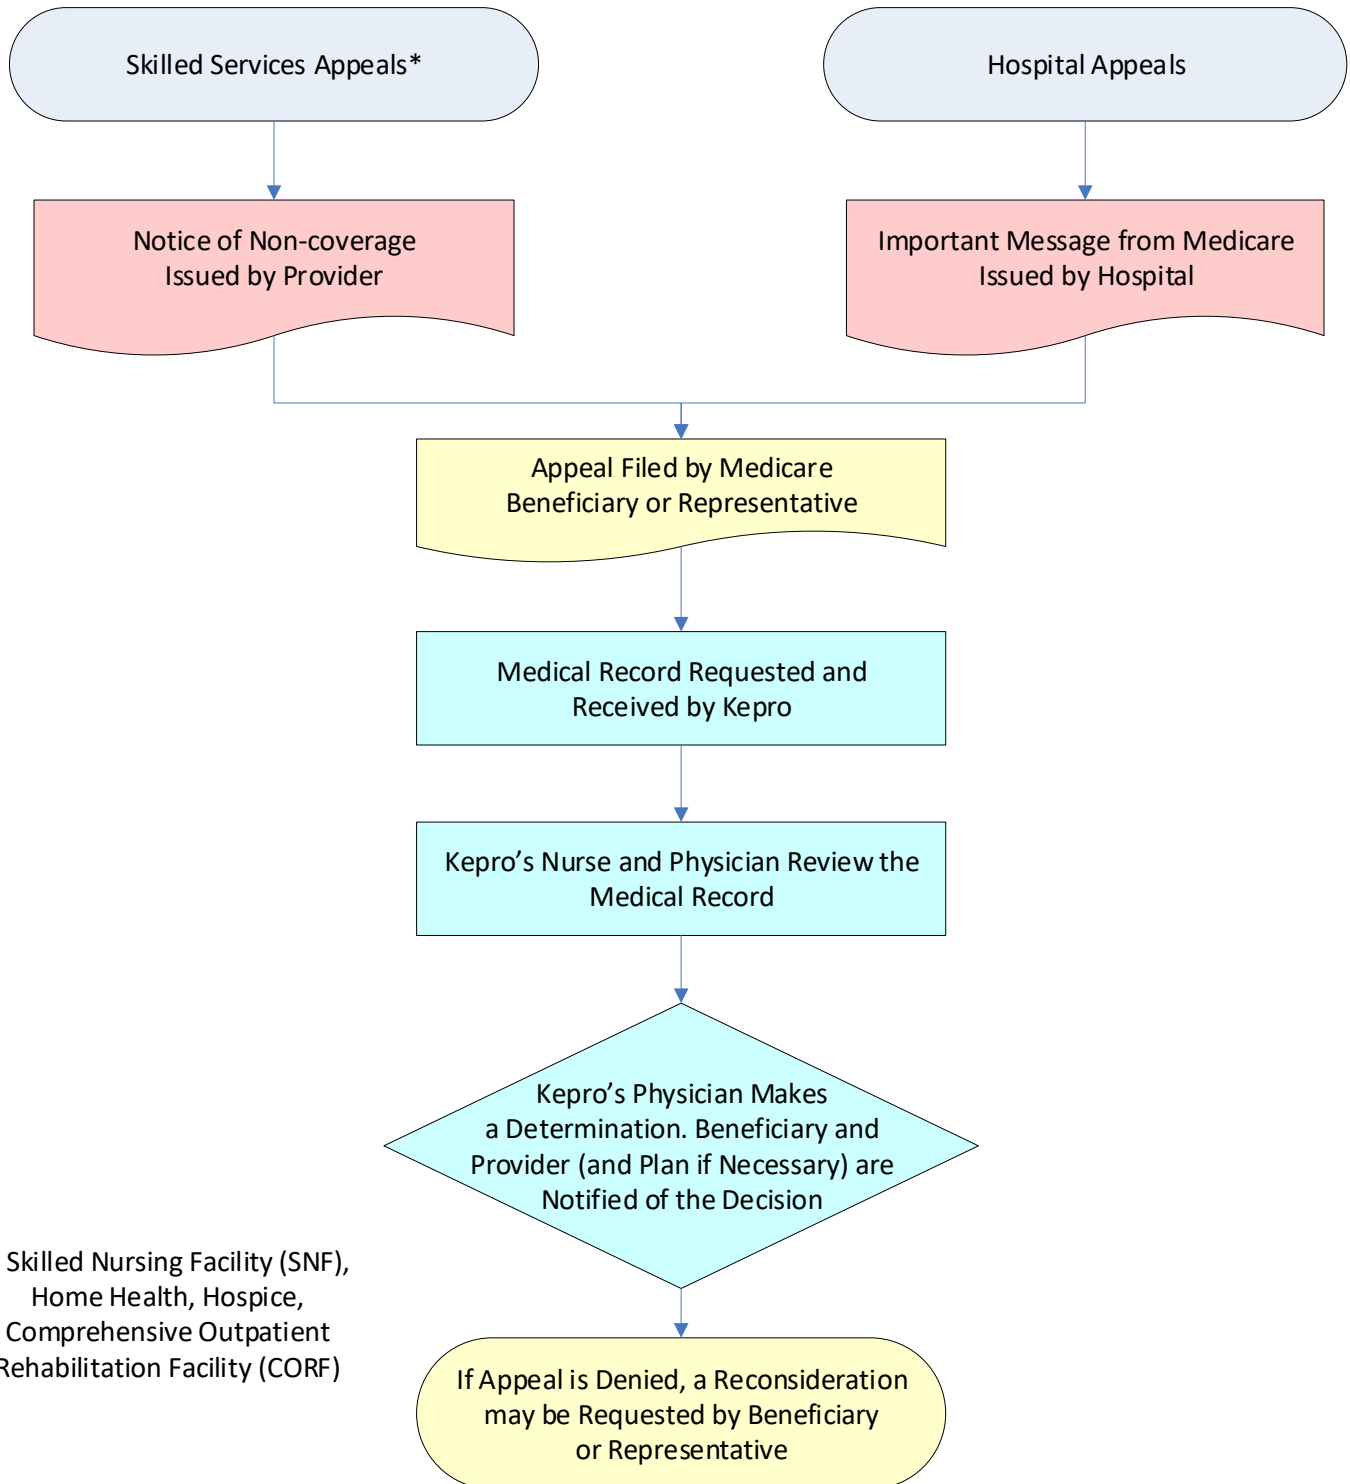 Skilled Services Appeals*
Hospital Appeals
Notice of Non-coverage
Issued by Provider
Important Message from Medicare
Issued by Hospital
Appeal Filed by Medicare
Beneficiary or Representative
Medical Record Requested and
Received by Kepro
Kepro’s Nurse and Physician Review the
Medical Record
Kepro’s Physician Makes
a Determination. Beneficiary and
Provider (and Plan if Necessary) are
Notified of the Decision
Skilled Nursing Facility (SNF),
Home Health, Hospice,
Comprehensive Outpatient
Rehabilitation Facility (CORF)
If Appeal is Denied, a Reconsideration
may be Requested by Beneficiary
or Representative